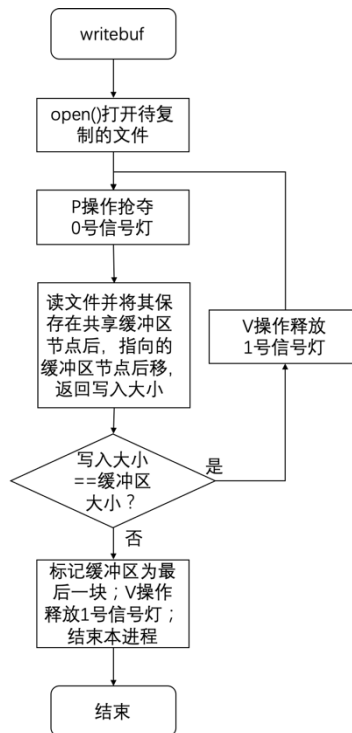 writebuf
open()打开待复
制的文件
P操作抢夺
0号信号灯
读文件并将其保
存在共享缓冲区
节点后，指向的
缓冲区节点后移，
返回写入大小
V操作释放
1号信号灯
写入大小
==缓冲区
大小？
是
否
标记缓冲区为最
后一块；V操作
释放1号信号灯；
结束本进程
结束